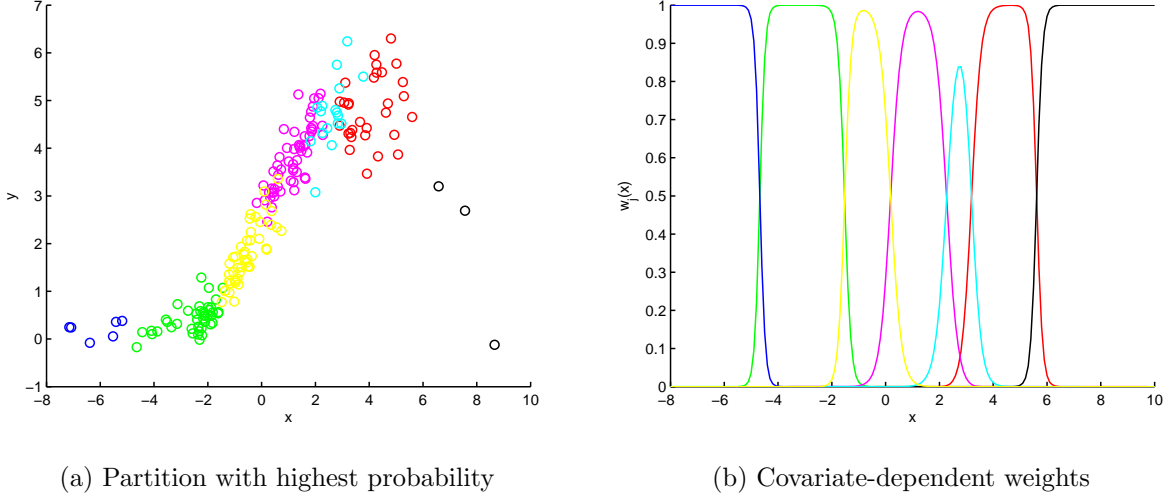 7
6
5
4
3
2
1
0
−1
−8 −6 −4 −2 0 2 4 6 8 10
x
y
1
0.9
0.8
0.7
0.6
0.5
0.4
0.3
0.2
0.1
0
−8 −6 −4 −2 0 2 4 6 8 10
x
w_j(x)
(a) Partition with highest probability
(b) Covariate-dependent weights